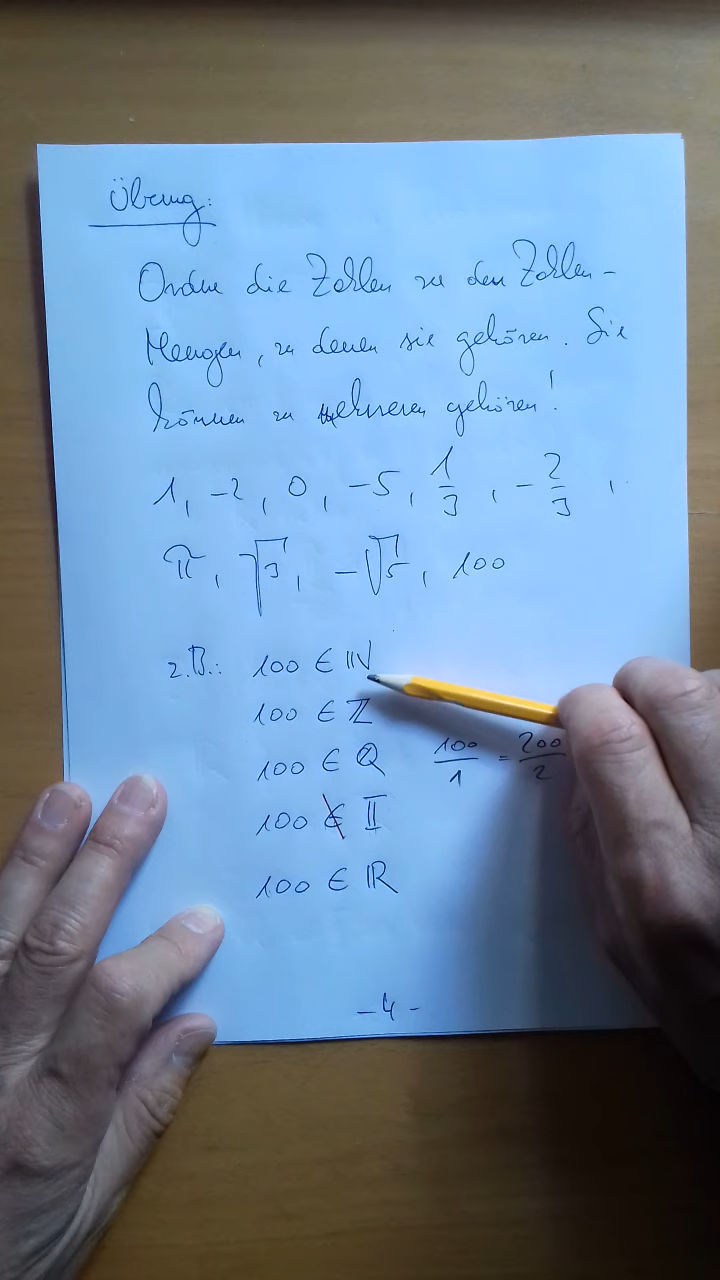 Übung:
Ordne die Zahlen zu den Zahlen-
Mengen, zu denen sie gehören. Sie
können zu mehreren gehören!
1, -2, 0, -5, 1/3, -2/3,
π, √3, -√5, 100
z.B.: 100 ∈ ℕ
100 ∈ ℤ
100 ∈ ℚ 100/1 = 200/2
100 ∉ 𝕀
100 ∈ ℝ
-4-